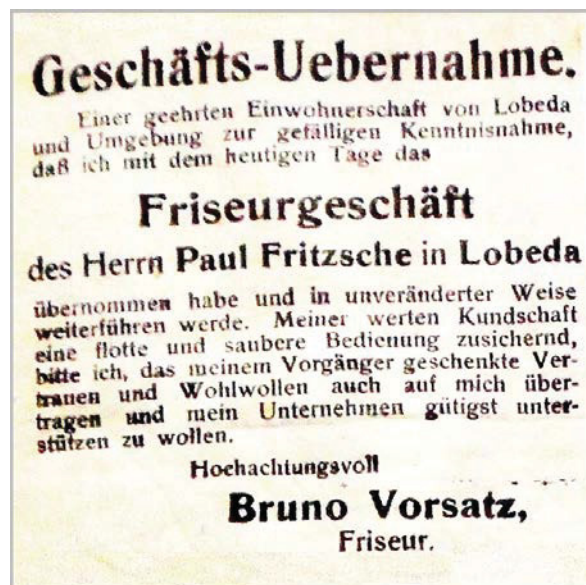 Geschäfts-Uebernahme.
Einer geehrten Einwohnerschaft von Lobeda
und Umgebung zur gefälligen Kenntnisnahme,
daß ich mit dem heutigen Tage das
Friseurgeschäft
des Herrn Paul Fritzsche in Lobeda
übernommen habe und in unveränderter Weise
weiterführen werde. Meiner werten Kundschaft
eine flotte und saubere Bedienung zusichernd,
bitte ich, das meinem Vorgänger geschenkte Ver-
trauen und Wohlwollen auch auf mich über-
tragen und mein Unternehmen gütigst unter-
stützen zu wollen.
Hochachtungsvoll
Bruno Vorsatz,
Friseur.